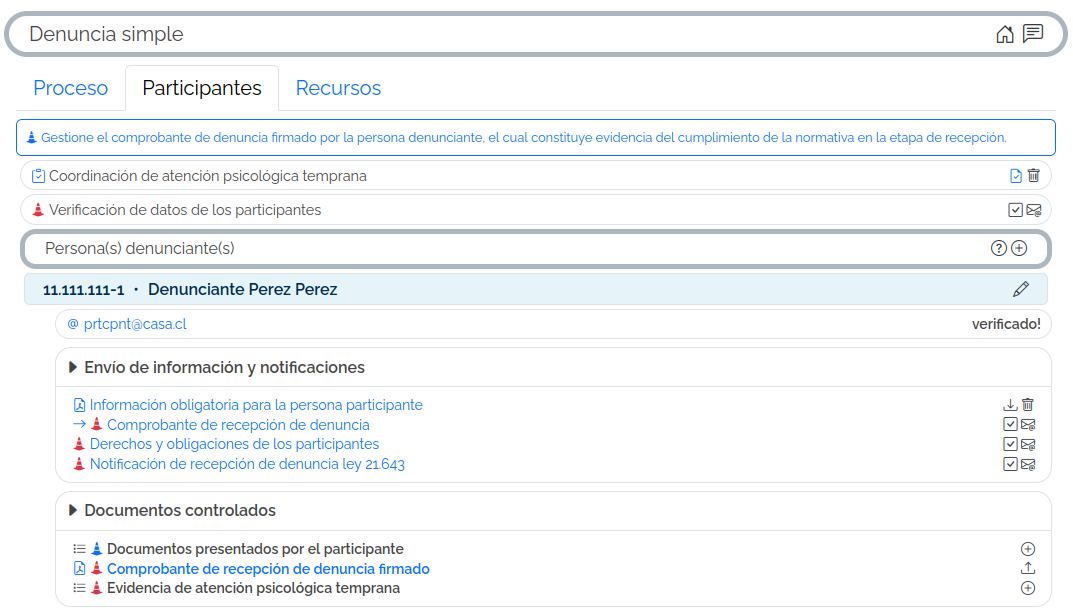 Denuncia simple
Proceso Participantes Recursos
Gestione el comprobante de denuncia firmado por la persona denunciante, el cual constituye evidencia del cumplimiento de la normativa en la etapa de recepción.
Coordinación de atención psicológica temprana
Verificación de datos de los participantes
Persona(s) denunciante(s)
11.111.111-1 · Denunciante Perez Perez
@ prtcpnt@casa.cl verificado!
Envío de información y notificaciones
Información obligatoria para la persona participante
Comprobante de recepción de denuncia
Derechos y obligaciones de los participantes
Notificación de recepción de denuncia ley 21.643
Documentos controlados
Documentos presentados por el participante
Comprobante de recepción de denuncia firmado
Evidencia de atención psicológica temprana